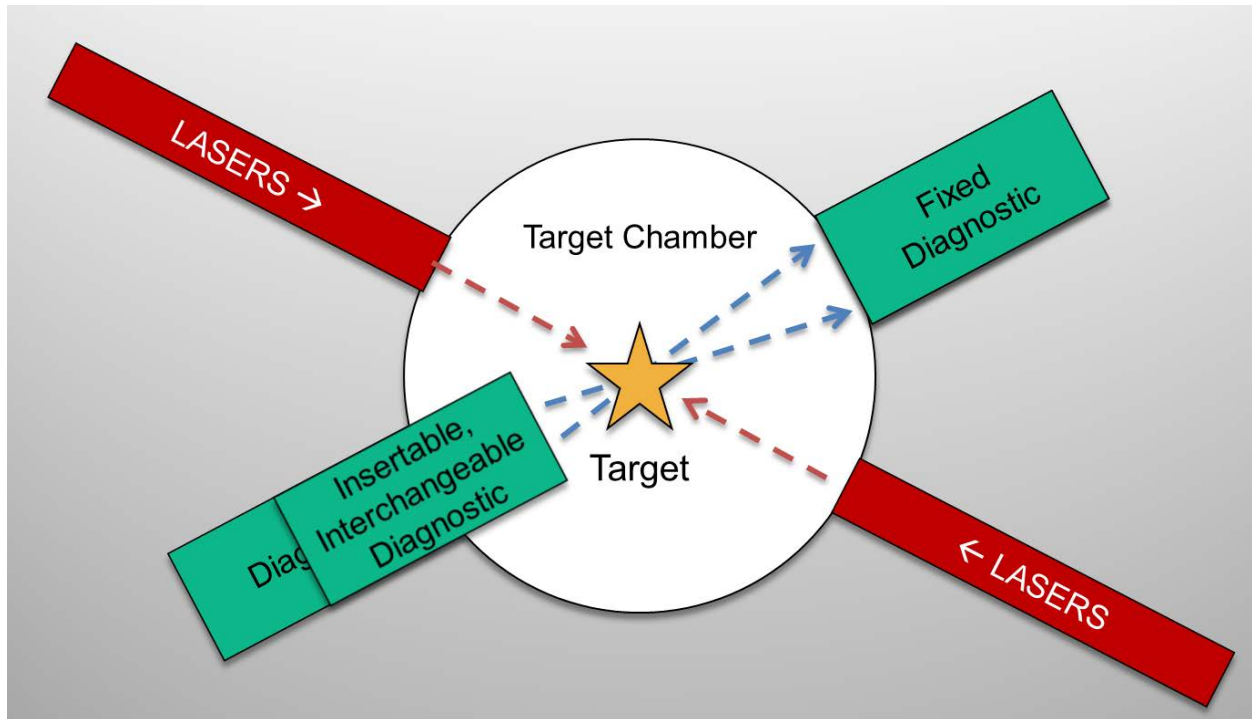 LASERS →
Fixed
Diagnostic
Target Chamber
Insertable,
Interchangeable
Diagnostic
Target
← LASERS